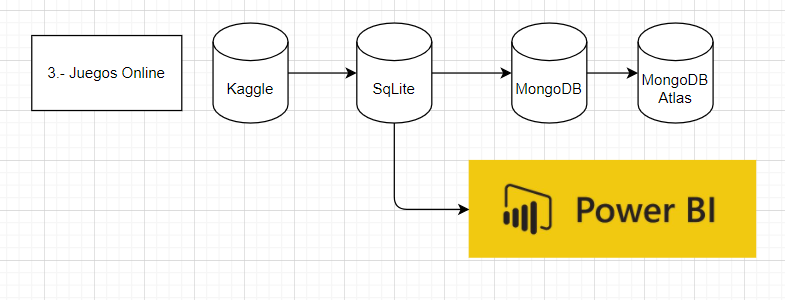 3.- Juegos Online
Kaggle
SqLite
MongoDB
MongoDB
Atlas
Power BI